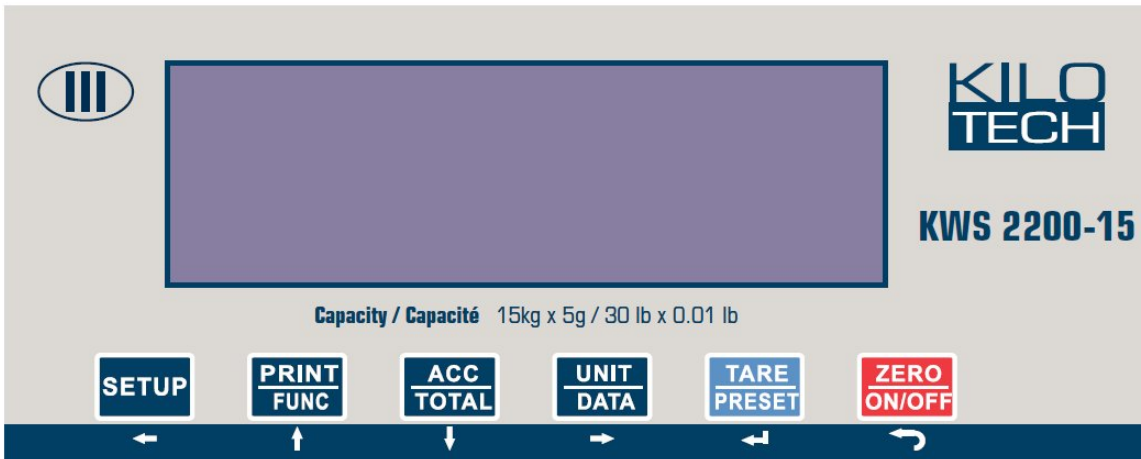 III
KILO
TECH
KWS 2200-15
Capacity / Capacité 15kg x 5g / 30 lb x 0.01 lb
SETUP
PRINT
FUNC
ACC
TOTAL
UNIT
DATA
TARE
PRESET
ZERO
ON/OFF